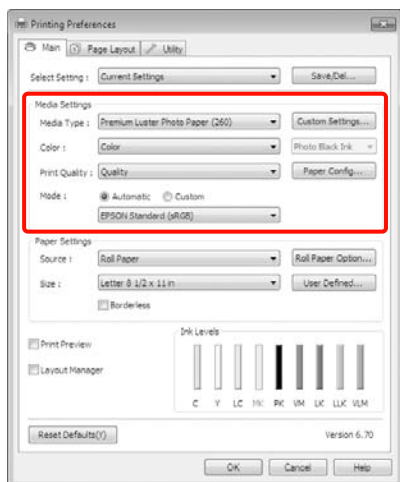 Printing Preferences
Main Page Layout Utility
Select Setting : Current Settings Save/Del...
Media Settings
Media Type : Premium Luster Photo Paper (260) Custom Settings...
Color : Color Photo Black Ink
Print Quality : Quality Paper Config...
Mode : Automatic Custom
EPSON Standard (sRGB)
Paper Settings
Source : Roll Paper Roll Paper Option...
Size : Letter 8 1/2 x 11 in User Defined...
Borderless
Ink Levels
Print Preview
Layout Manager
C Y LC MK PK VM LK LLK VLM
Reset Defaults(Y) Version 6.70
OK Cancel Help